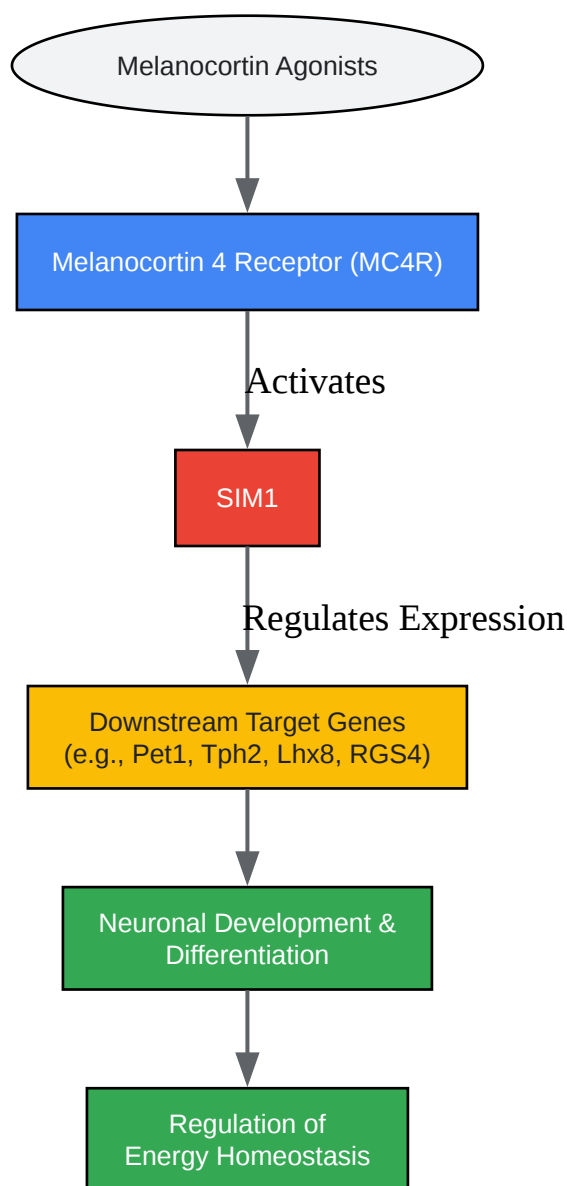 Melanocortin Agonists
Melanocortin 4 Receptor (MC4R)
Activates
SIM1
Regulates Expression
Downstream Target Genes
(e.g., Pet1, Tph2, Lhx8, RGS4)
Neuronal Development &
Differentiation
Regulation of
Energy Homeostasis